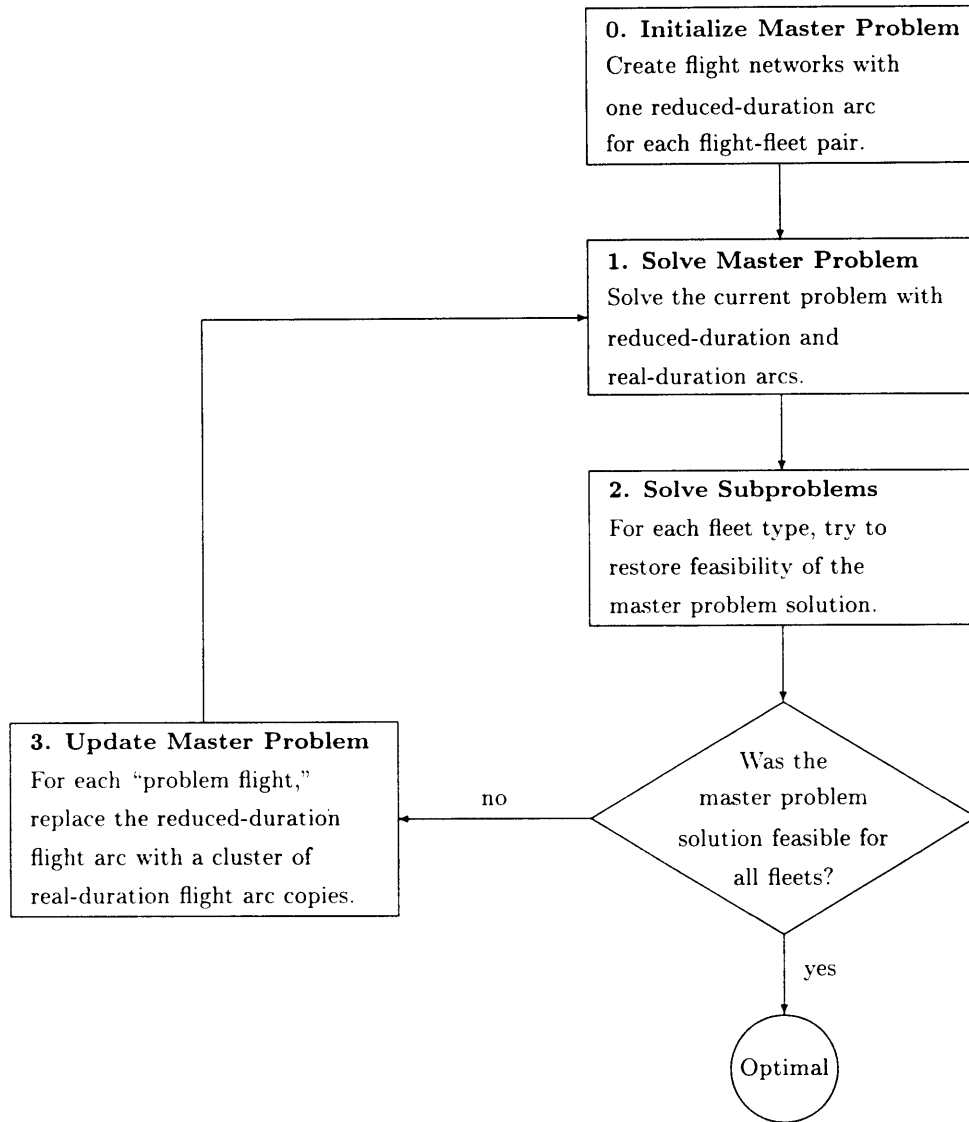 0. Initialize Master Problem
Create flight networks with
one reduced-duration arc
for each flight-fleet pair.
1. Solve Master Problem
Solve the current problem with
reduced-duration and
real-duration arcs.
2. Solve Subproblems
For each fleet type, try to
restore feasibility of the
master problem solution.
Was the
master problem
solution feasible for
all fleets?
no
3. Update Master Problem
For each “problem flight,”
replace the reduced-duration
flight arc with a cluster of
real-duration flight arc copies.
yes
Optimal